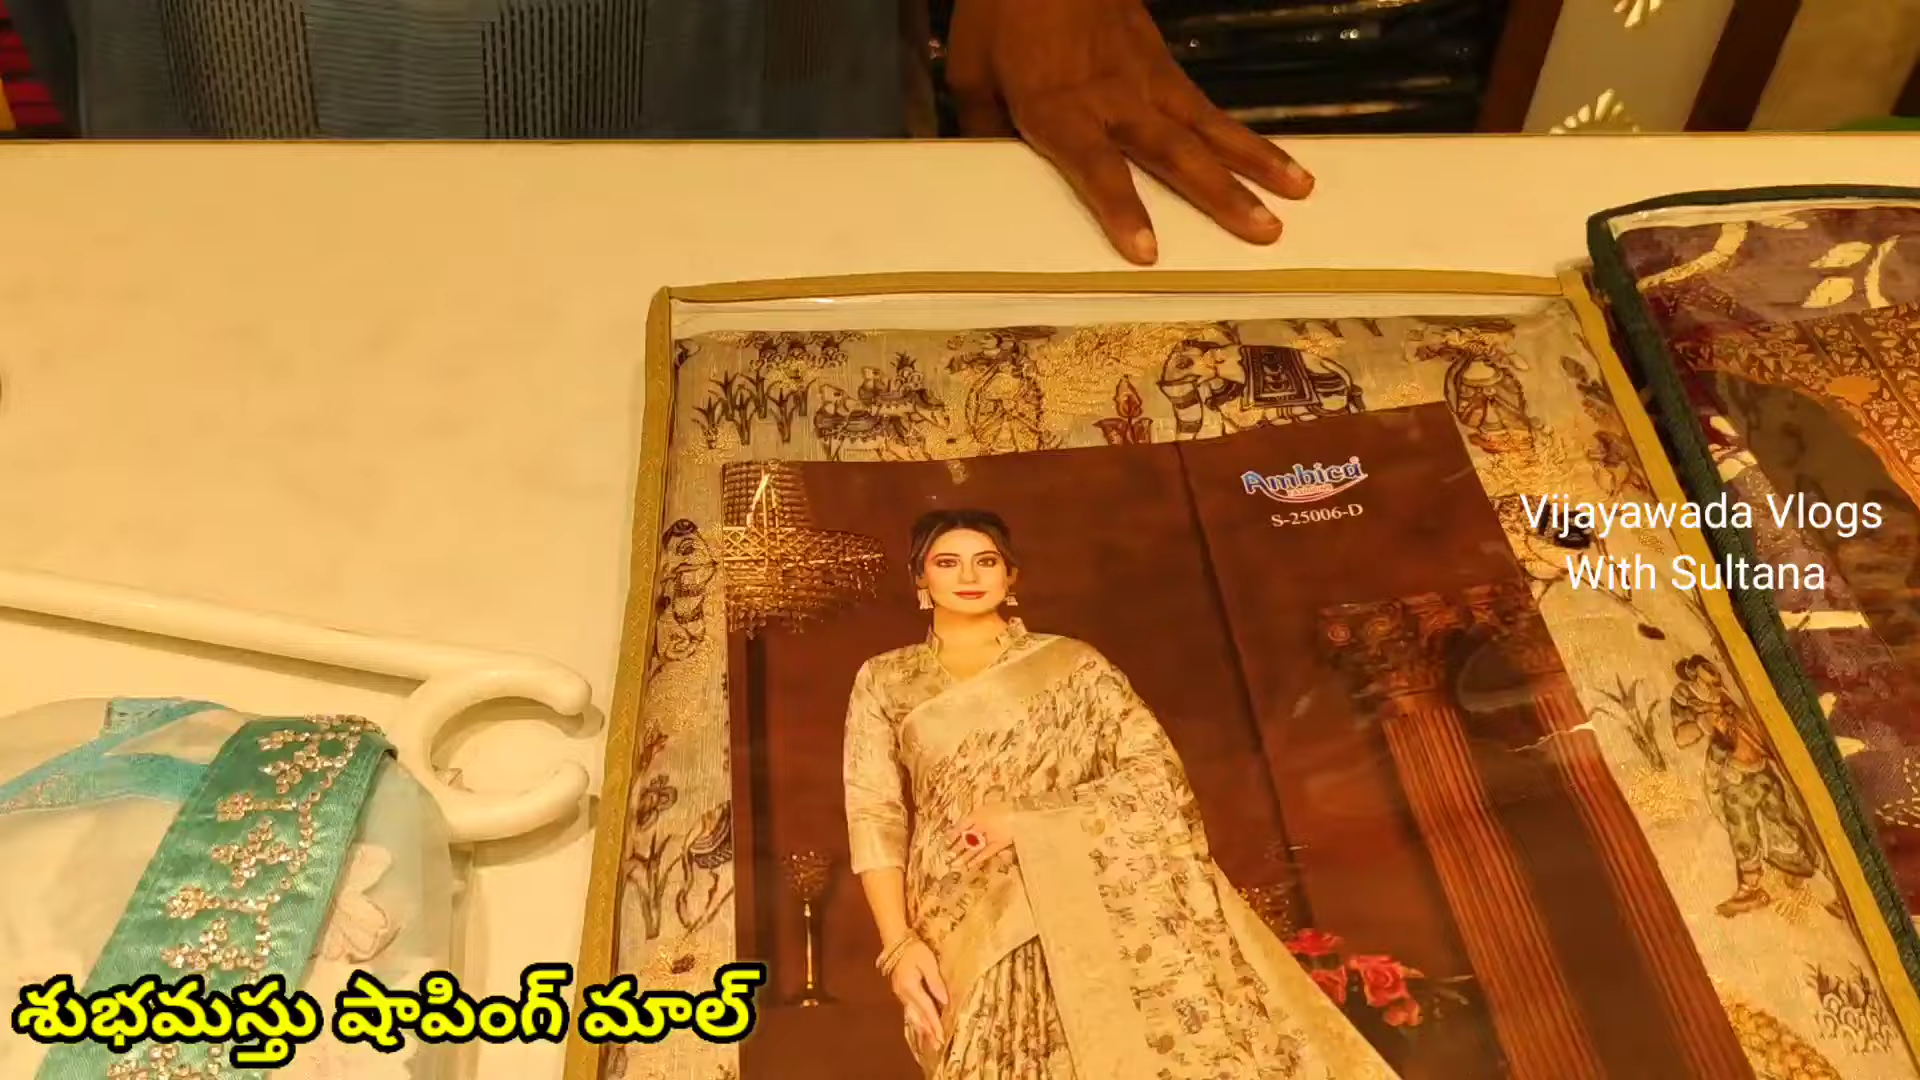 Ambica
S-25006-D
Vijayawada Vlogs
With Sultana
శుభమస్తు షాపింగ్ మాల్